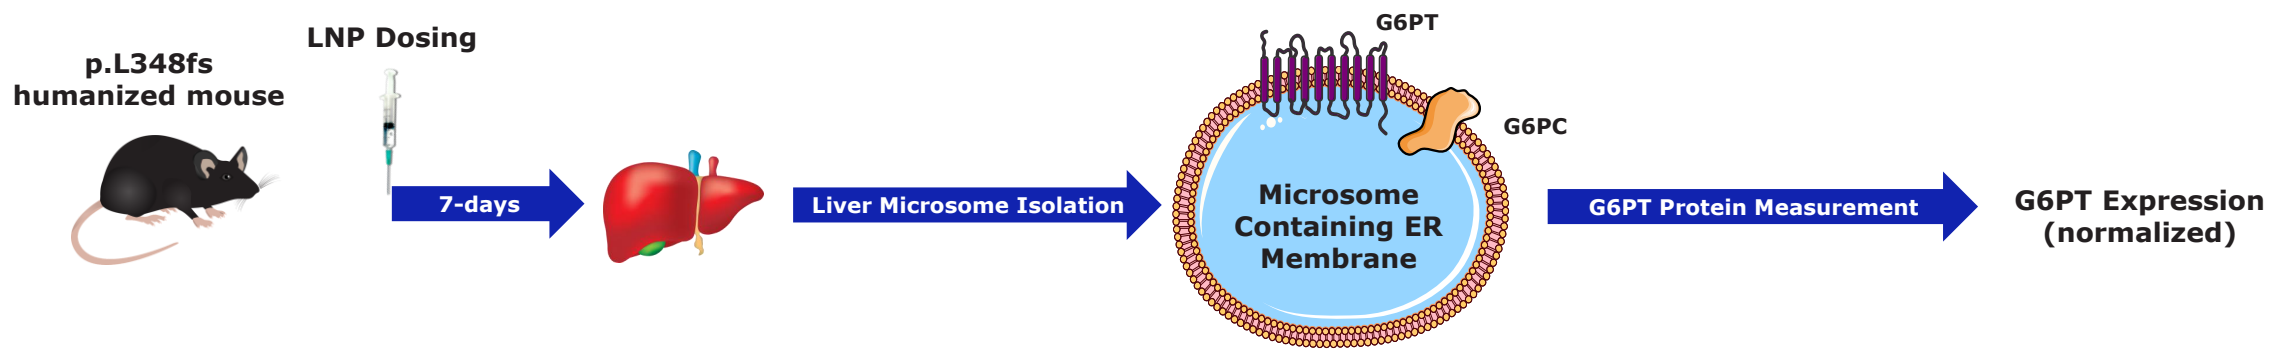 p.L348fs
humanized mouse
LNP Dosing
7-days
Liver Microsome Isolation
G6PT
G6PC
Microsome
Containing ER
Membrane
G6PT Protein Measurement
G6PT Expression
(normalized)